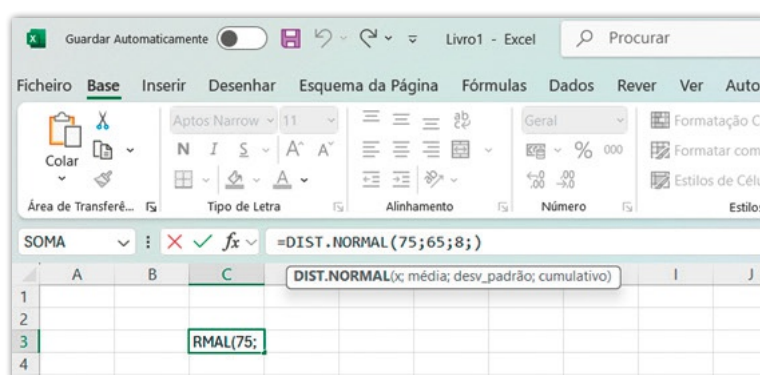 Guardar Automaticamente Livro1 - Excel Procurar
Ficheiro Base Inserir Desenhar Esquema da Página Fórmulas Dados Rever Ver Auto
Aptos Narrow 11 ab Geral Formatação C
Colar N I S A A % 000 Formatar com
A Estilos de Célu
Área de Transferê... Tipo de Letra Alinhamento Número Estilos
SOMA fx =DIST.NORMAL(75;65;8;)
A B C DIST.NORMAL(x; média; desv_padrão; cumulativo) I J
1
2
3 RMAL(75;
4